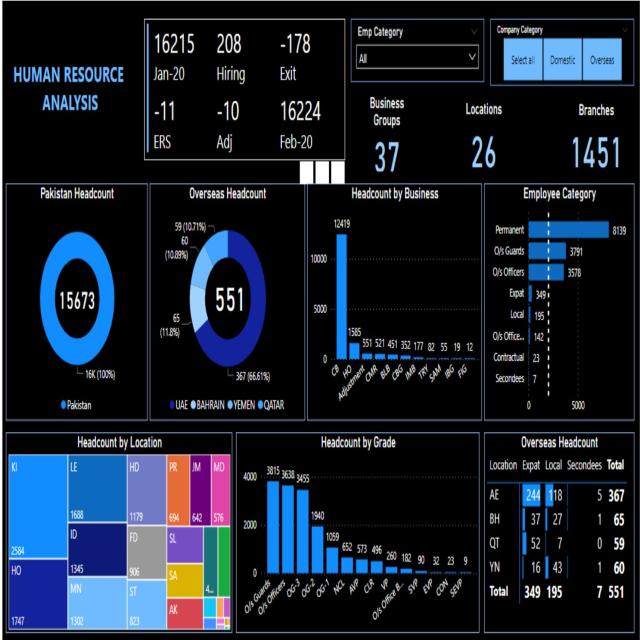 HUMAN RESOURCE
ANALYSIS
16215 208 -178
Jan-20 Hiring Exit
-11 -10 16224
ERS Adj Feb-20
Emp Category
All
Company Category
Select all Domestic Overseas
Business
Groups
37
Locations
26
Branches
1451
Pakistan Headcount
15673
16K (100%)
Pakistan
Overseas Headcount
59 (10.71%)
60
(10.89%)
551
65
(11.8%)
367 (66.61%)
UAE BAHRAIN YEMEN QATAR
Headcount by Business
12419
10000
5000
0
1585 551 521 451 352 177 82 55 19 12
CB HO Adjustment CMR BLB CBG IMB TRY SAM IBG FIG
Employee Category
Permanent 8139
O/s Guards 3791
O/s Officers 3578
Expat 349
Local 195
O/s Office... 142
Contractual 23
Secondees 7
0 5000
Headcount by Location
KI
2584
HO
1747
LE
1688
ID
1345
MN
1302
HD
1179
FD
906
ST
823
PR
694
JM
642
MD
576
SL
SA
AK
4...
Headcount by Grade
4000
2000
0
3815 3638 3455 1940 1059 652 573 496 260 182 90 32 23 9
O/s Guards O/s Officers OG-3 OG-2 OG-1 NCL AVP CLR VP O/s Office B... SVP EVP CON SEVP
Overseas Headcount
Location Expat Local Secondees Total
AE 244 118 5 367
BH 37 27 1 65
QT 52 7 0 59
YN 16 43 1 60
Total 349 195 7 551